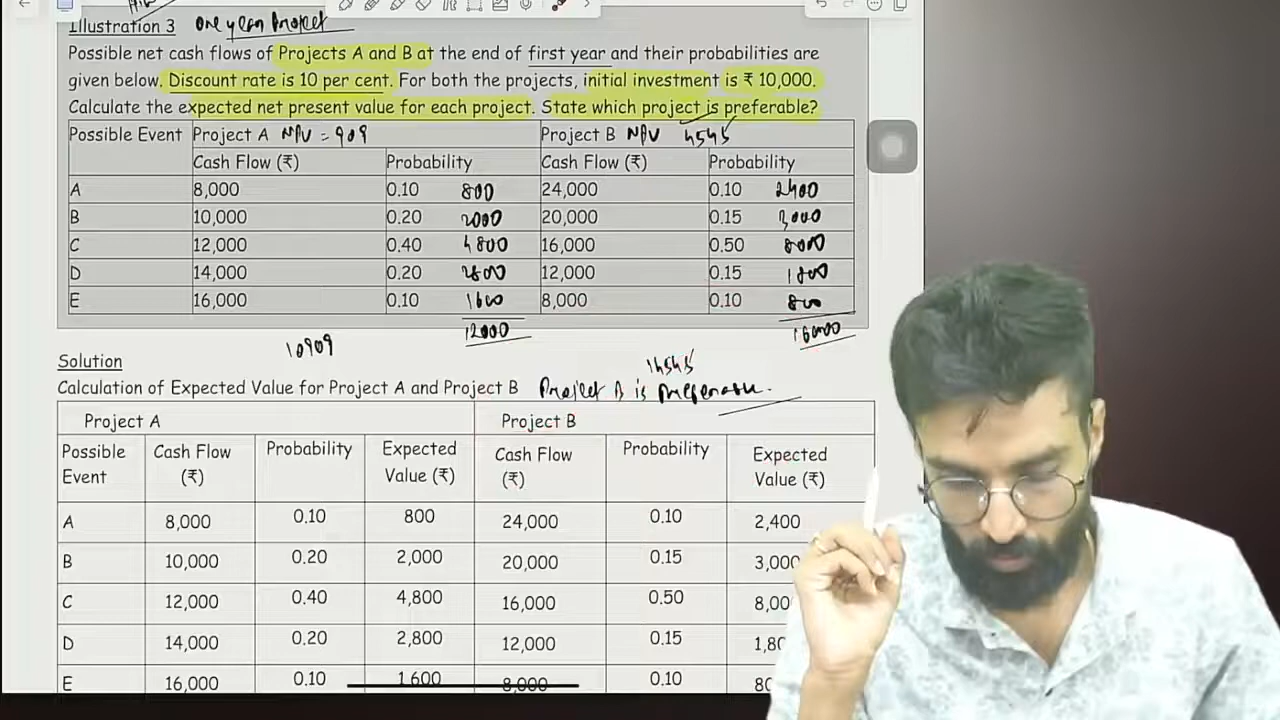 Illustration 3 one year Project
Possible net cash flows of Projects A and B at the end of first year and their probabilities are
given below. Discount rate is 10 per cent. For both the projects, initial investment is ₹ 10,000.
Calculate the expected net present value for each project. State which project is preferable?
Possible Event Project A NPV = 909 Project B NPV 4545
Cash Flow (₹) Probability Cash Flow (₹) Probability
A 8,000 0.10 800 24,000 0.10 2400
B 10,000 0.20 2000 20,000 0.15 3000
C 12,000 0.40 4800 16,000 0.50 8000
D 14,000 0.20 2800 12,000 0.15 1800
E 16,000 0.10 1600 8,000 0.10 800
12000 16000
10909
Solution
14545
Calculation of Expected Value for Project A and Project B Project B is preferable.
Project A Project B
Possible Event Cash Flow (₹) Probability Expected Value (₹) Cash Flow (₹) Probability Expected Value (₹)
A 8,000 0.10 800 24,000 0.10 2,400
B 10,000 0.20 2,000 20,000 0.15 3,000
C 12,000 0.40 4,800 16,000 0.50 8,00
D 14,000 0.20 2,800 12,000 0.15 1,80
E 16,000 0.10 1600 8,000 0.10 80